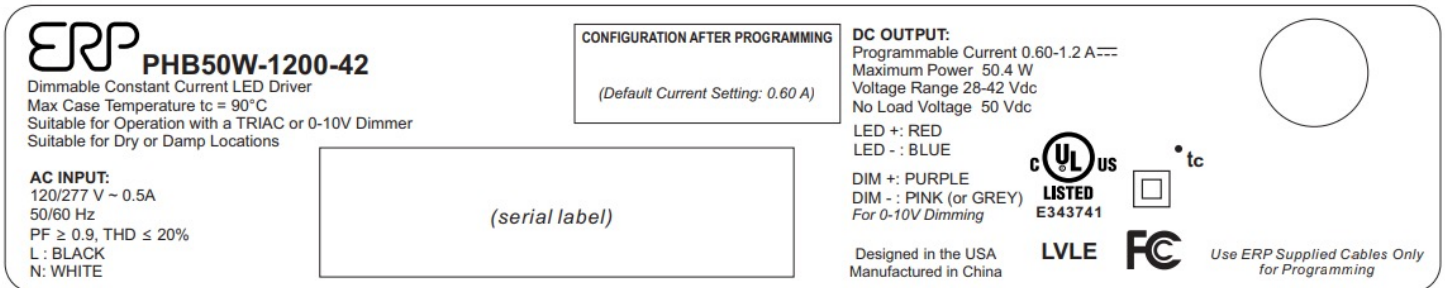 ERP PHB50W-1200-42
Dimmable Constant Current LED Driver
Max Case Temperature tc = 90°C
Suitable for Operation with a TRIAC or 0-10V Dimmer
Suitable for Dry or Damp Locations
AC INPUT:
120/277 V ~ 0.5A
50/60 Hz
PF ≥ 0.9, THD ≤ 20%
L : BLACK
N: WHITE
CONFIGURATION AFTER PROGRAMMING
(Default Current Setting: 0.60 A)
(serial label)
DC OUTPUT:
Programmable Current 0.60-1.2 A⎓
Maximum Power 50.4 W
Voltage Range 28-42 Vdc
No Load Voltage 50 Vdc
LED +: RED
LED - : BLUE
DIM +: PURPLE
DIM - : PINK (or GREY)
For 0-10V Dimming
Designed in the USA
Manufactured in China
C UL US
LISTED
E343741
LVLE
FC
tc
Use ERP Supplied Cables Only
for Programming